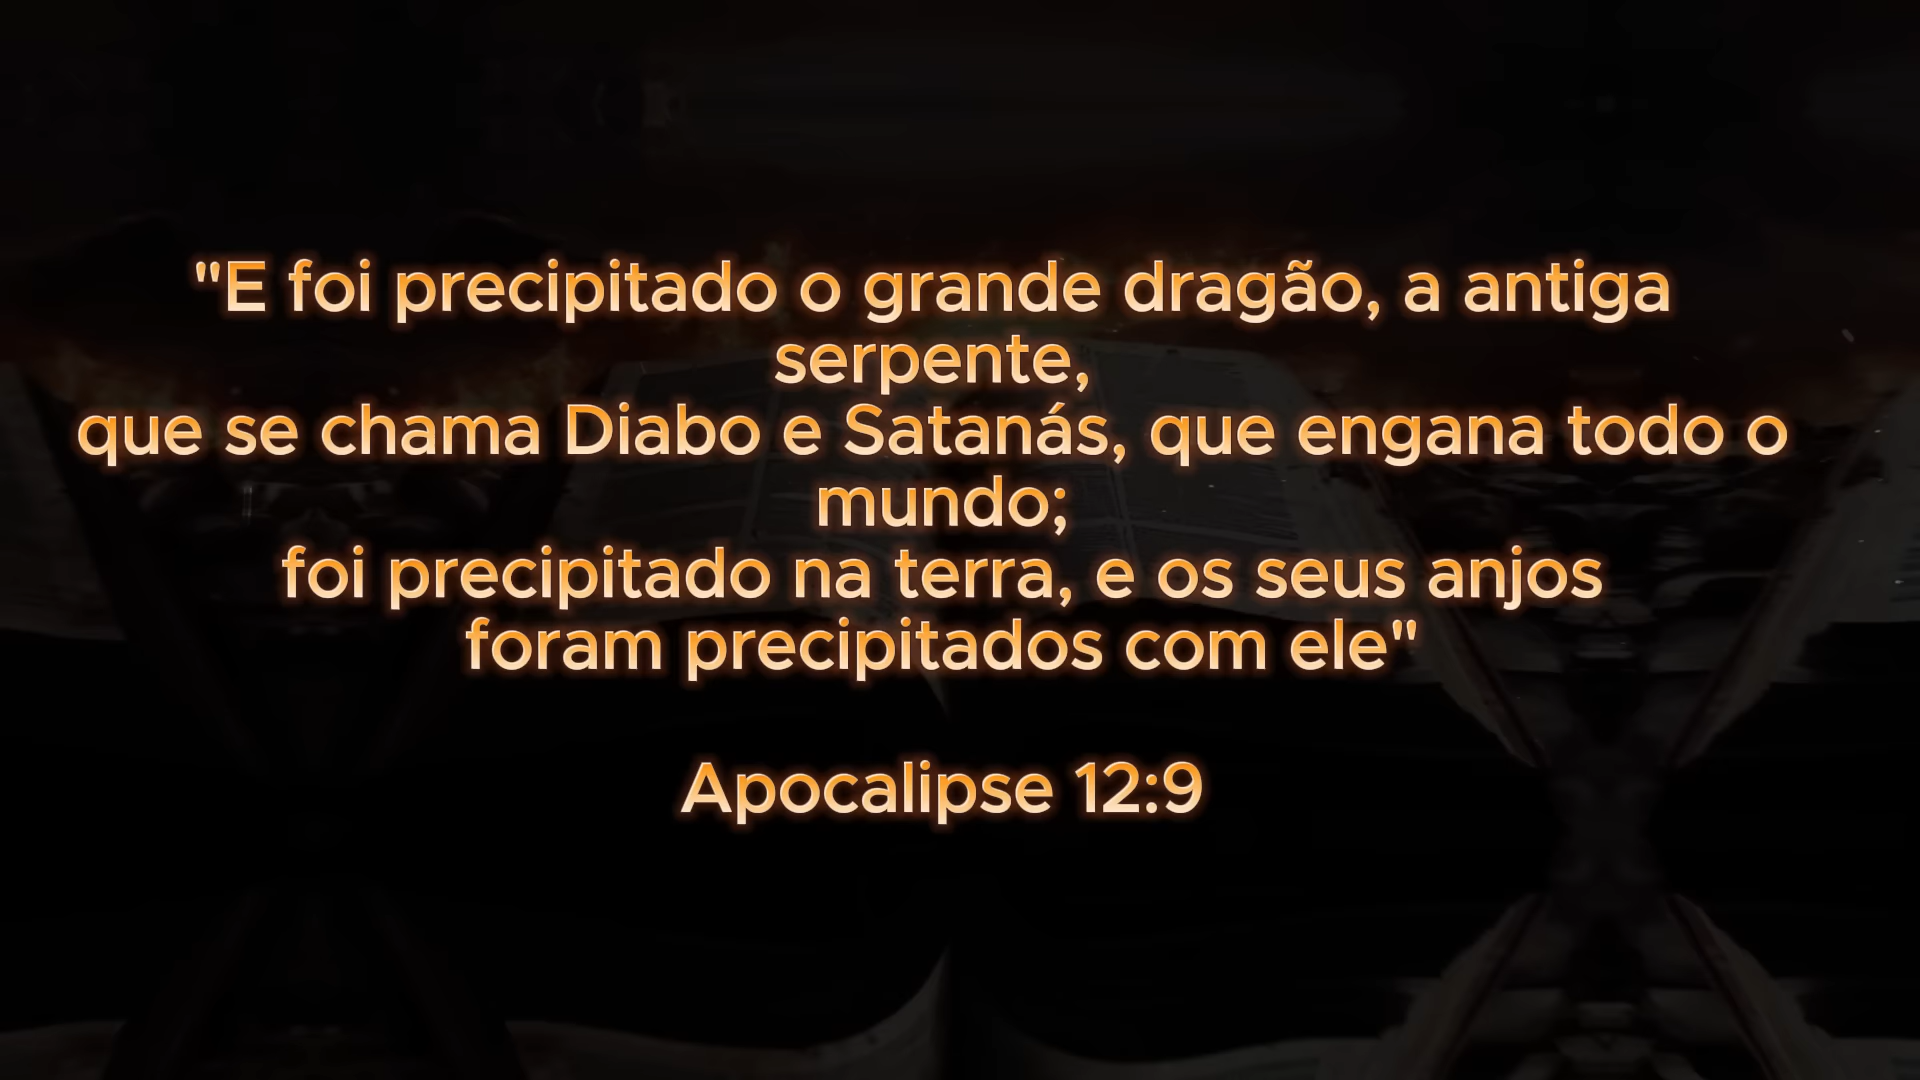 "E foi precipitado o grande dragão, a antiga
serpente,
que se chama Diabo e Satanás, que engana todo o
mundo;
foi precipitado na terra, e os seus anjos
foram precipitados com ele"
Apocalipse 12:9